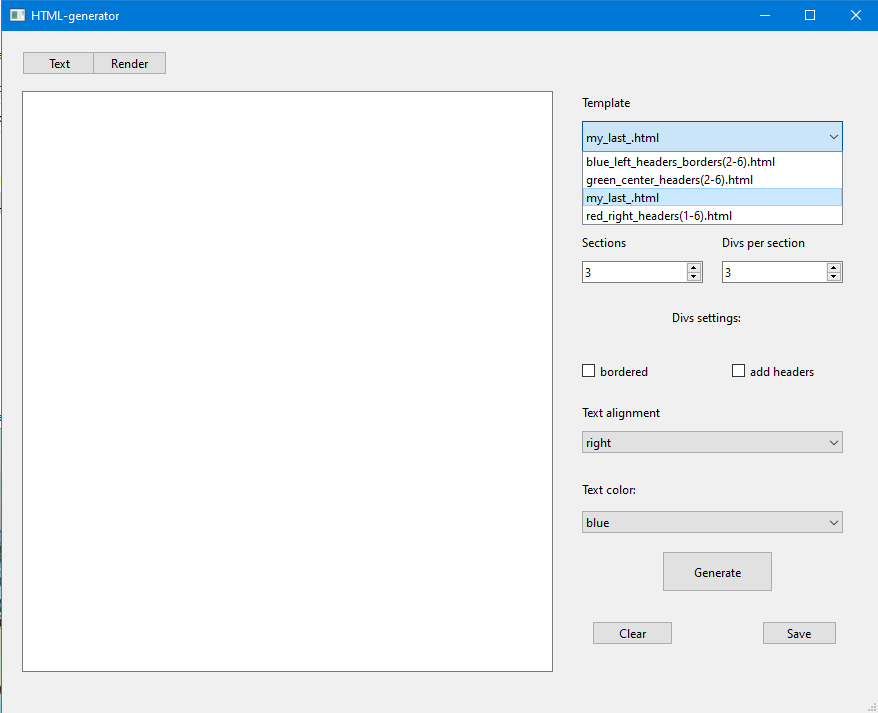 HTML-generator
Text Render
Template
my_last_.html
blue_left_headers_borders(2-6).html
green_center_headers(2-6).html
my_last_.html
red_right_headers(1-6).html
Sections Divs per section
3 3
Divs settings:
bordered add headers
Text alignment
right
Text color:
blue
Generate
Clear Save